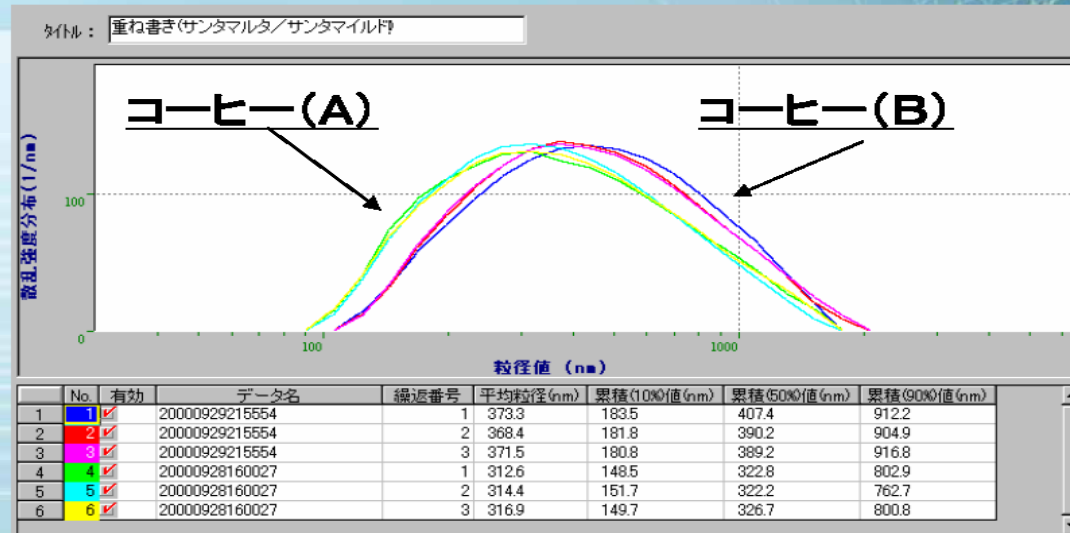 タイトル： 重ね書き(サンタマルタ／サンタマイルド)
コーヒー(A)
コーヒー(B)
散乱強度分布(1/nm)
100
0
100
1000
粒径値 (nm)
No. 有効 データ名 繰返番号 平均粒径(nm) 累積(10%)値(nm) 累積(50%)値(nm) 累積(90%)値(nm)
1 1 20000929215554 1 373.3 183.5 407.4 912.2
2 2 20000929215554 2 368.4 181.8 390.2 904.9
3 3 20000929215554 3 371.5 180.8 389.2 916.8
4 4 20000928160027 1 312.6 148.5 322.8 802.9
5 5 20000928160027 2 314.4 151.7 322.2 762.7
6 6 20000928160027 3 316.9 149.7 326.7 800.8